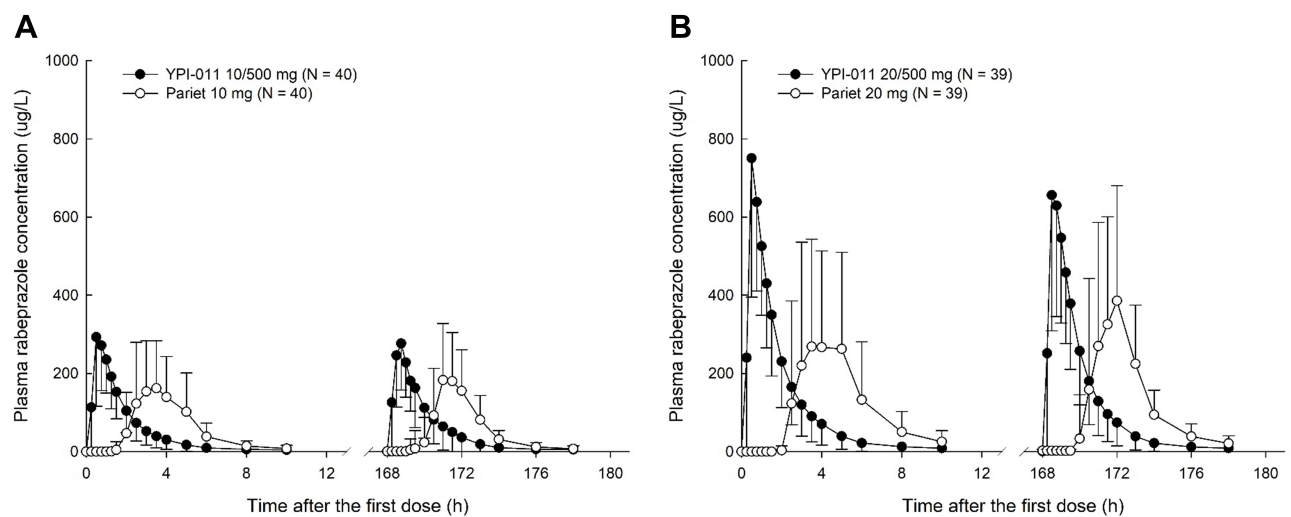 A
Plasma rabeprazole concentration (ug/L)
1000
800
600
400
200
0
YPI-011 10/500 mg (N = 40)
Pariet 10 mg (N = 40)
0 4 8 12 168 172 176 180
Time after the first dose (h)
B
Plasma rabeprazole concentration (ug/L)
1000
800
600
400
200
0
YPI-011 20/500 mg (N = 39)
Pariet 20 mg (N = 39)
0 4 8 12 168 172 176 180
Time after the first dose (h)